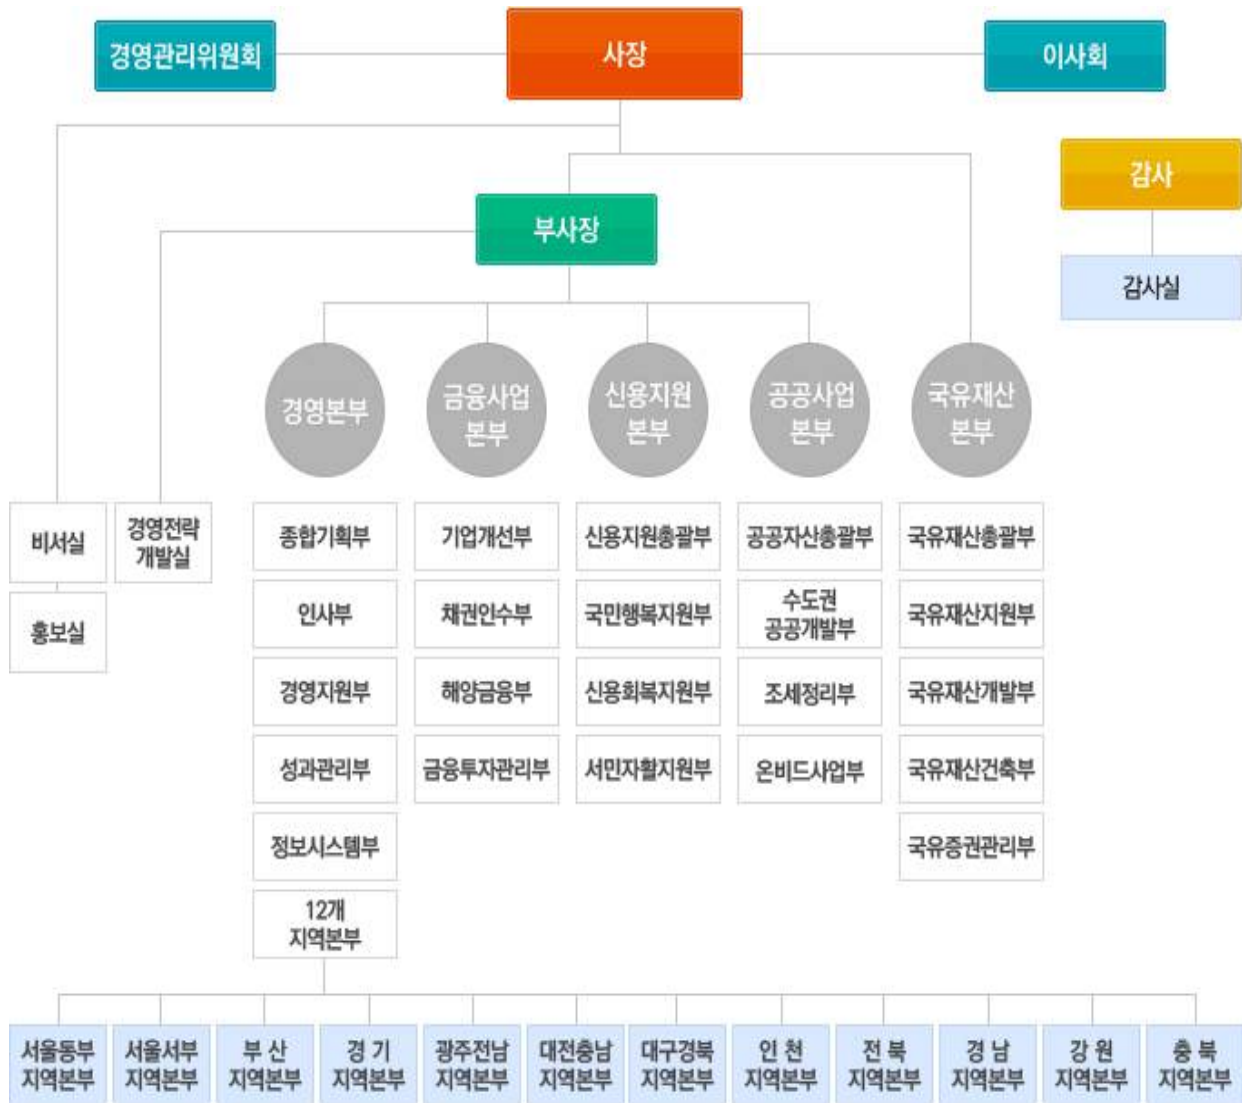 경영관리위원회
사장
이사회
감사
부사장
감사실
경영본부
금융사업
본부
신용지원
본부
공공사업
본부
국유재산
본부
비서실
홍보실
경영전략
개발실
종합기획부
인사부
경영지원부
성과관리부
정보시스템부
12개
지역본부
기업개선부
채권인수부
해양금융부
금융투자관리부
신용지원총괄부
국민행복지원부
신용회복지원부
서민자활지원부
공공자산총괄부
수도권
공공개발부
조세정리부
온비드사업부
국유재산총괄부
국유재산지원부
국유재산개발부
국유재산건축부
국유증권관리부
서울동부
지역본부
서울서부
지역본부
부 산
지역본부
경 기
지역본부
광주전남
지역본부
대전충남
지역본부
대구경북
지역본부
인 천
지역본부
전 북
지역본부
경 남
지역본부
강 원
지역본부
충 북
지역본부